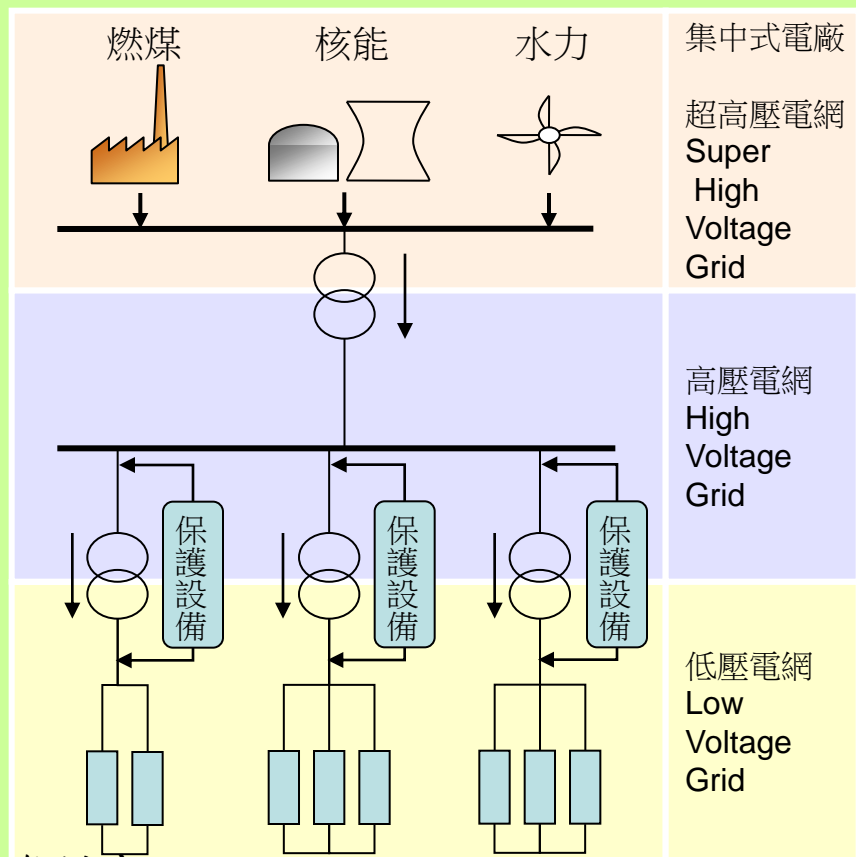 燃煤
核能
水力
集中式電廠
超高壓電網
Super
High
Voltage
Grid
高壓電網
High
Voltage
Grid
保護設備
保護設備
保護設備
低壓電網
Low
Voltage
Grid